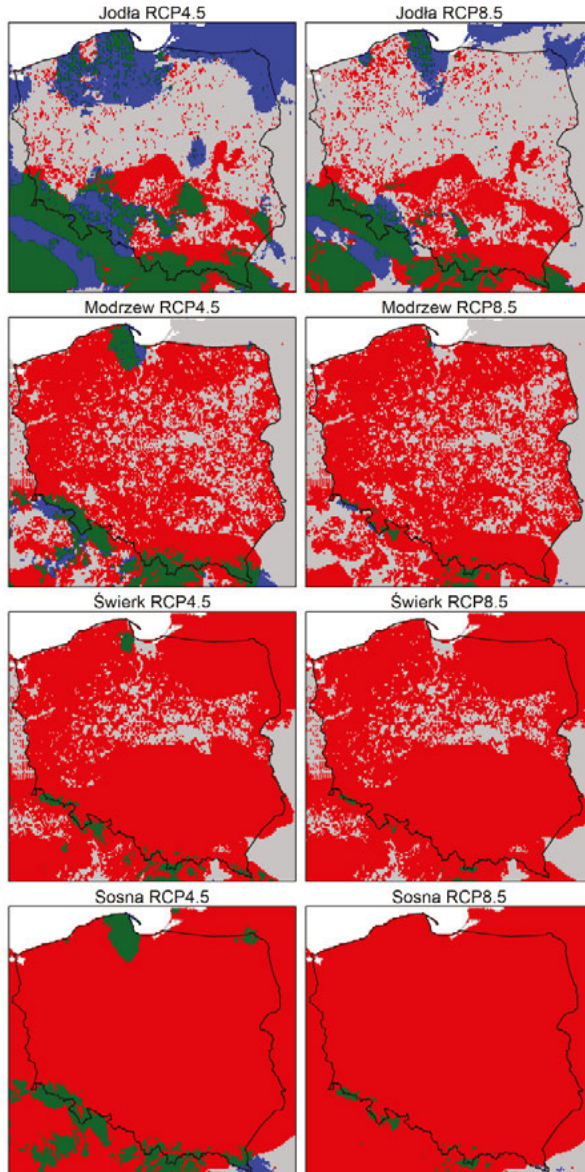 Jodła RCP4.5
Jodła RCP8.5
Modrzew RCP4.5
Modrzew RCP8.5
Świerk RCP4.5
Świerk RCP8.5
Sosna RCP4.5
Sosna RCP8.5